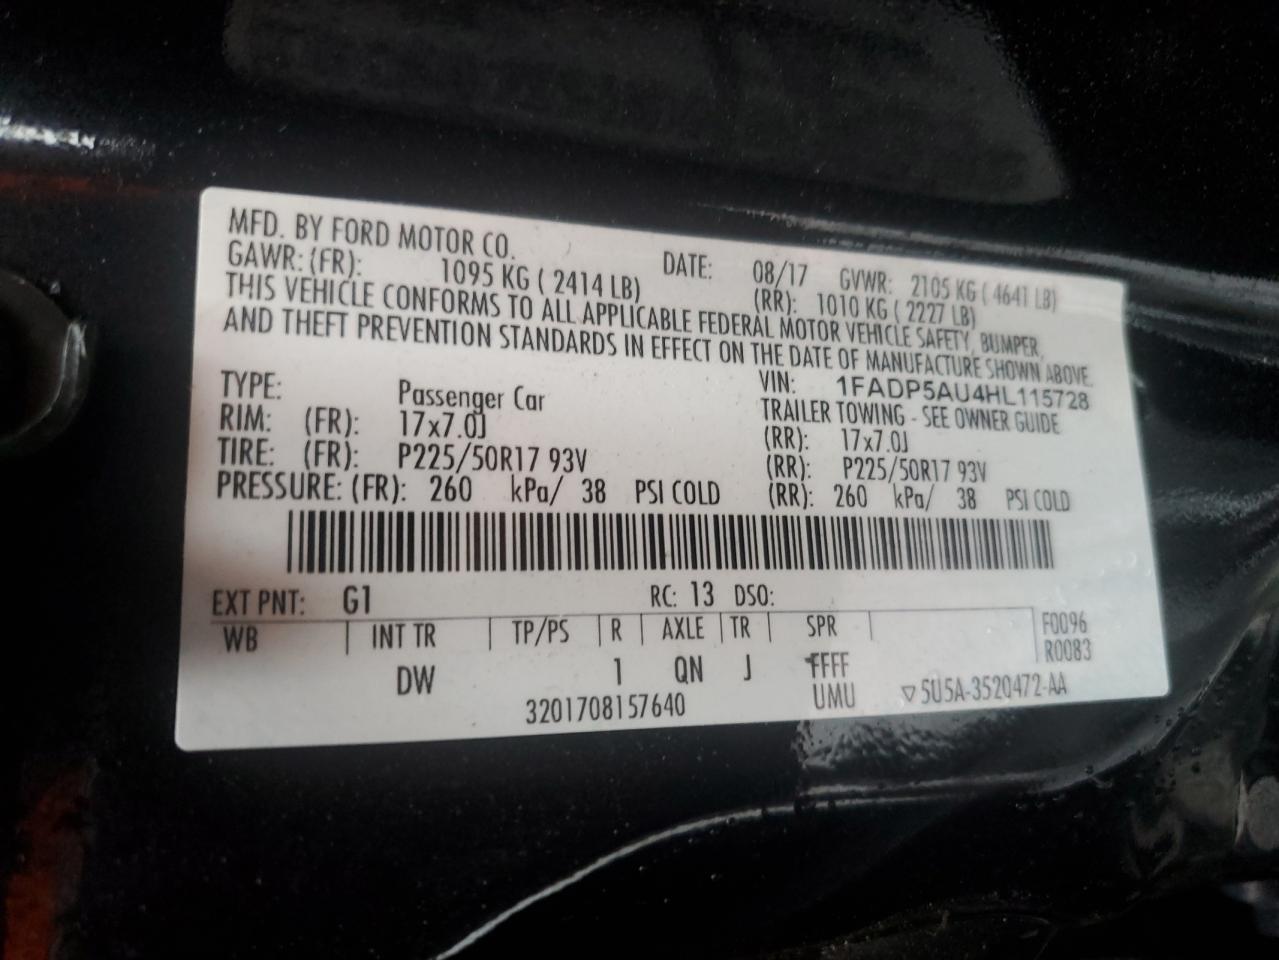 MFD. BY FORD MOTOR CO. DATE: 08/17 GVWR: 2105 KG ( 4641 LB)
GAWR: (FR): 1095 KG ( 2414 LB) (RR): 1010 KG ( 2227 LB)
THIS VEHICLE CONFORMS TO ALL APPLICABLE FEDERAL MOTOR VEHICLE SAFETY, BUMPER,
AND THEFT PREVENTION STANDARDS IN EFFECT ON THE DATE OF MANUFACTURE SHOWN ABOVE.
VIN: 1FADP5AU4HL115728
TYPE: Passenger Car TRAILER TOWING - SEE OWNER GUIDE
RIM: (FR): 17x7.0J (RR): 17x7.0J
TIRE: (FR): P225/50R17 93V (RR): P225/50R17 93V
PRESSURE: (FR): 260 kPa/ 38 PSI COLD (RR): 260 kPa/ 38 PSI COLD
EXT PNT: G1 RC: 13 DSO:
WB INT TR TP/PS R AXLE TR SPR F0096
R0083
DW 1 QN J FFFF
3201708157640 UMU ▽5U5A-3520472-AA